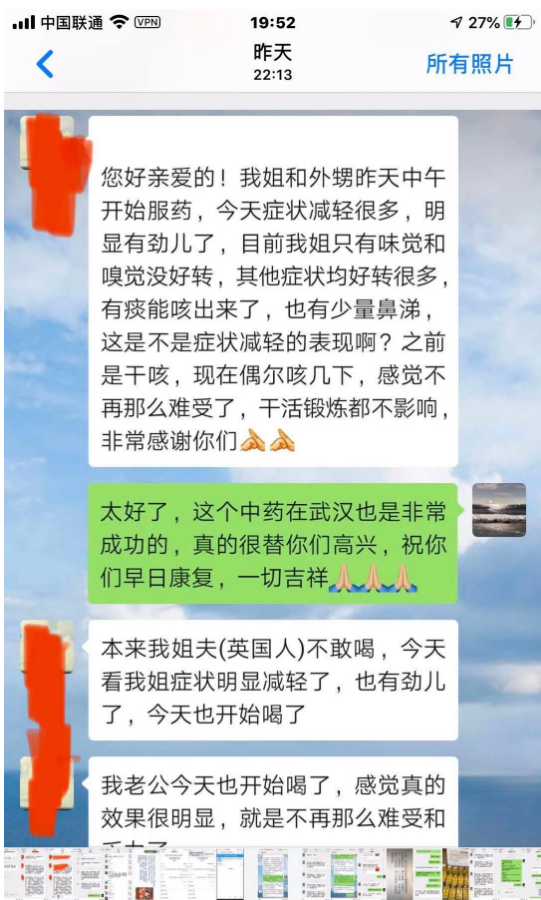 中国联通 VPN 19:52 27%
昨天
22:13
所有照片
您好亲爱的！我姐和外甥昨天中午
开始服药，今天症状减轻很多，明
显有劲儿了，目前我姐只有味觉和
嗅觉没好转，其他症状均好转很多，
有痰能咳出来了，也有少量鼻涕，
这是不是症状减轻的表现啊？之前
是干咳，现在偶尔咳几下，感觉不
再那么难受了，干活锻炼都不影响，
非常感谢你们🙏🙏
太好了，这个中药在武汉也是非常
成功的，真的很替你们高兴，祝你
们早日康复，一切吉祥🙏🙏🙏
本来我姐夫(英国人)不敢喝，今天
看我姐症状明显减轻了，也有劲儿
了，今天也开始喝了
我老公今天也开始喝了，感觉真的
效果很明显，就是不再那么难受和